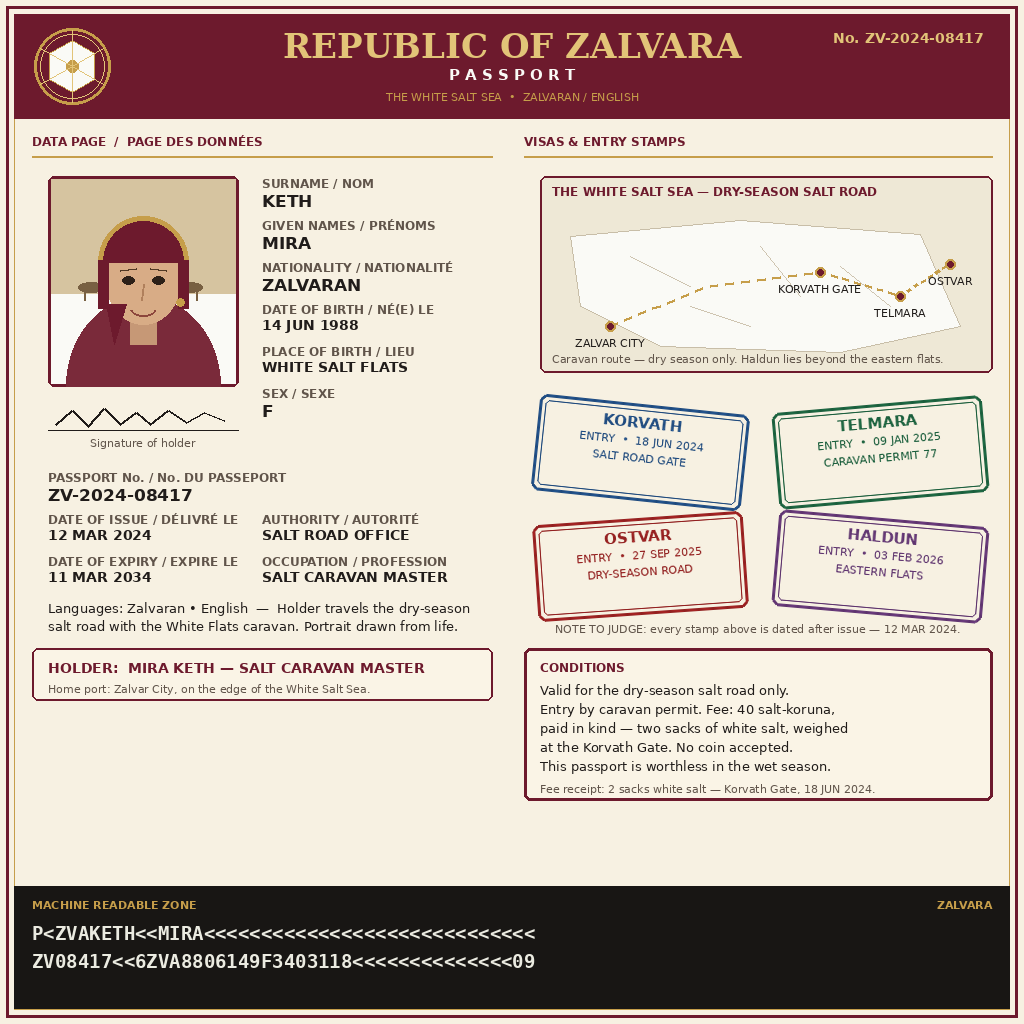 REPUBLIC OF ZALVARA
No. ZV-2024-08417
PASSPORT
THE WHITE SALT SEA • ZALVARAN / ENGLISH
DATA PAGE / PAGE DES DONNÉES
SURNAME / NOM
KETH
GIVEN NAMES / PRÉNOMS
MIRA
NATIONALITY / NATIONALITÉ
ZALVARAN
DATE OF BIRTH / NÉ(E) LE
14 JUN 1988
PLACE OF BIRTH / LIEU
WHITE SALT FLATS
SEX / SEXE
F
Signature of holder
PASSPORT No. / No. DU PASSEPORT
ZV-2024-08417
DATE OF ISSUE / DÉLIVRÉ LE
12 MAR 2024
AUTHORITY / AUTORITÉ
SALT ROAD OFFICE
DATE OF EXPIRY / EXPIRE LE
11 MAR 2034
OCCUPATION / PROFESSION
SALT CARAVAN MASTER
Languages: Zalvaran • English — Holder travels the dry-season
salt road with the White Flats caravan. Portrait drawn from life.
HOLDER: MIRA KETH — SALT CARAVAN MASTER
Home port: Zalvar City, on the edge of the White Salt Sea.
VISAS & ENTRY STAMPS
THE WHITE SALT SEA — DRY-SEASON SALT ROAD
OSTVAR
KORVATH GATE
TELMARA
ZALVAR CITY
Caravan route — dry season only. Haldun lies beyond the eastern flats.
KORVATH
ENTRY • 18 JUN 2024
SALT ROAD GATE
TELMARA
ENTRY • 09 JAN 2025
CARAVAN PERMIT 77
OSTVAR
ENTRY • 27 SEP 2025
DRY-SEASON ROAD
HALDUN
ENTRY • 03 FEB 2026
EASTERN FLATS
NOTE TO JUDGE: every stamp above is dated after issue — 12 MAR 2024.
CONDITIONS
Valid for the dry-season salt road only.
Entry by caravan permit. Fee: 40 salt-koruna,
paid in kind — two sacks of white salt, weighed
at the Korvath Gate. No coin accepted.
This passport is worthless in the wet season.
Fee receipt: 2 sacks white salt — Korvath Gate, 18 JUN 2024.
MACHINE READABLE ZONE
ZALVARA
P<ZVAKETH<<MIRA<<<<<<<<<<<<<<<<<<<<<<<<<<<<<
ZV08417<<6ZVA8806149F3403118<<<<<<<<<<<<<<09